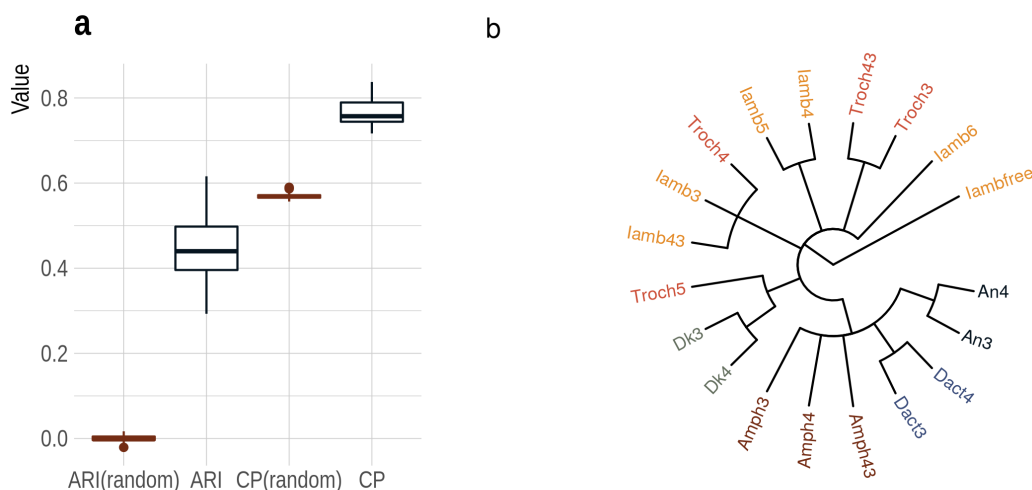 a
Value
0.8
0.6
0.4
0.2
0.0
ARI(random) ARI CP(random) CP
b
Iambfree
Iamb6
Troch3
Troch43
Iamb4
Iamb5
Troch4
Iamb3
Iamb43
Troch5
Dk3
Dk4
Amph3
Amph4
Amph43
Dact3
Dact4
An3
An4